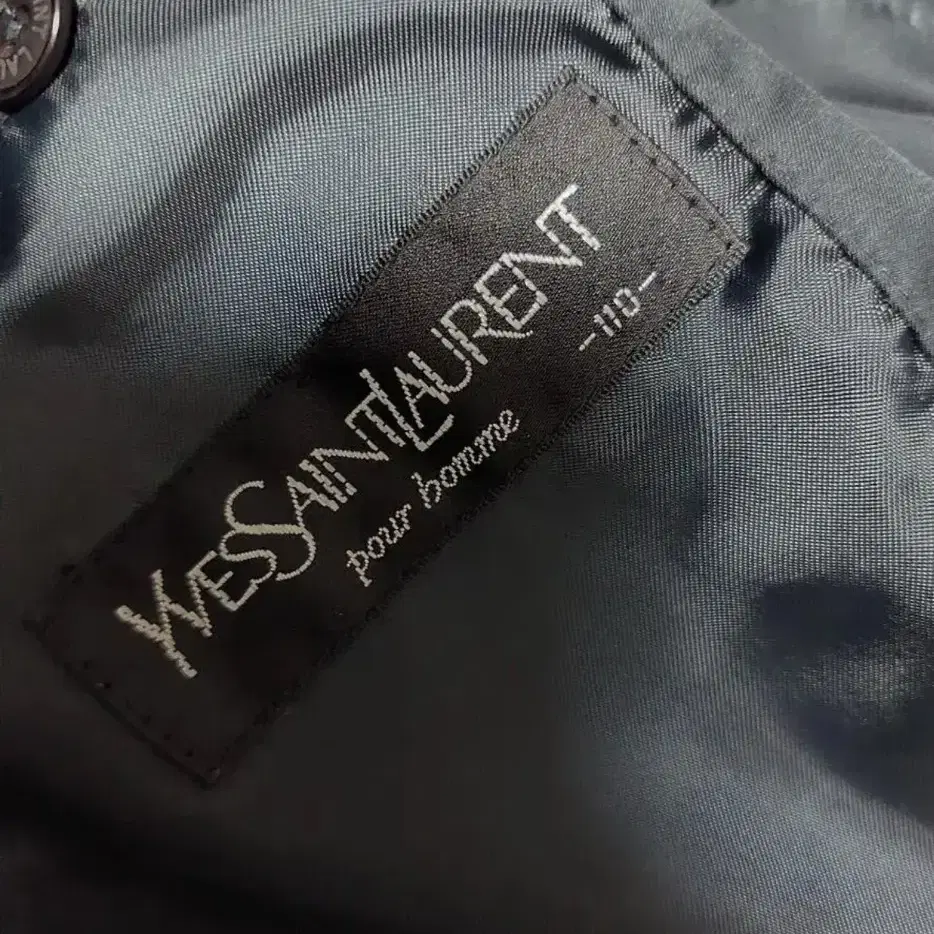 YVESSAINTLAURENT
pour homme
-110-